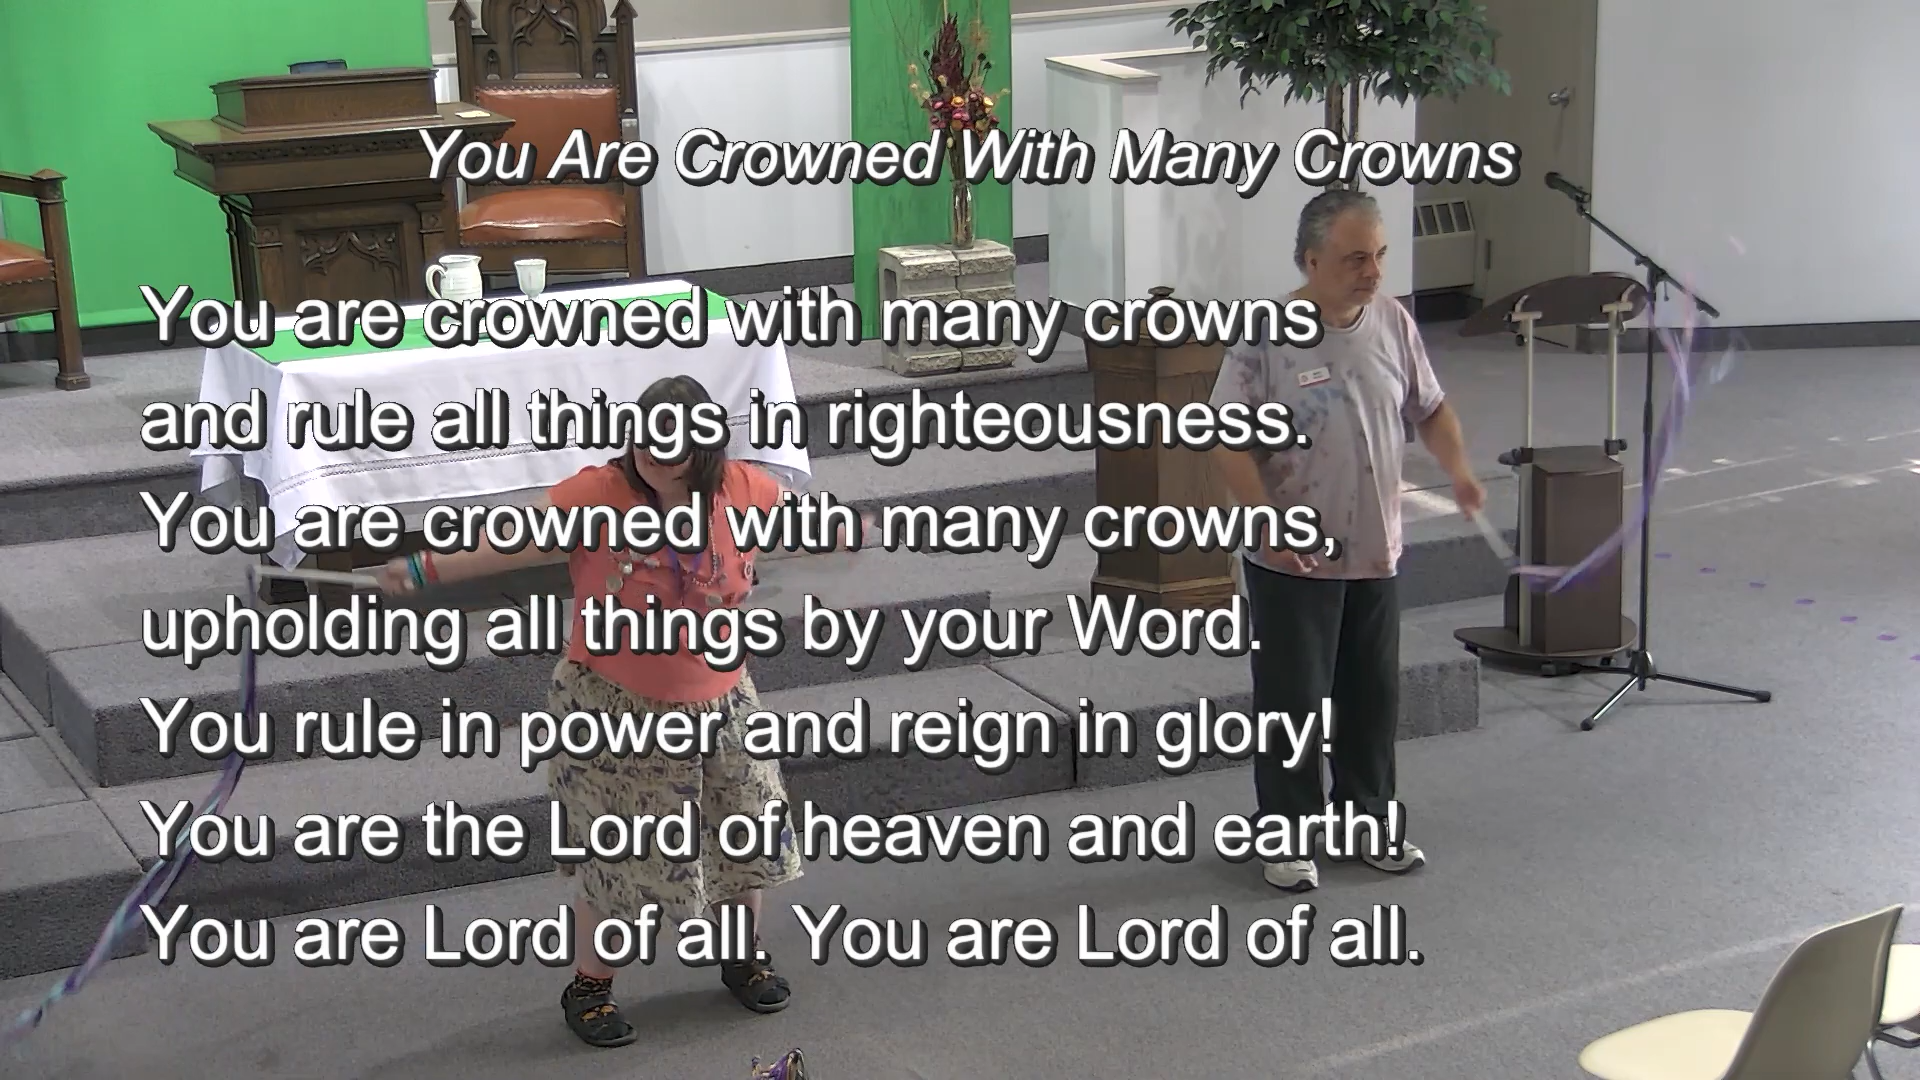 You Are Crowned With Many Crowns
You are crowned with many crowns
and rule all things in righteousness.
You are crowned with many crowns,
upholding all things by your Word.
You rule in power and reign in glory!
You are the Lord of heaven and earth!
You are Lord of all. You are Lord of all.